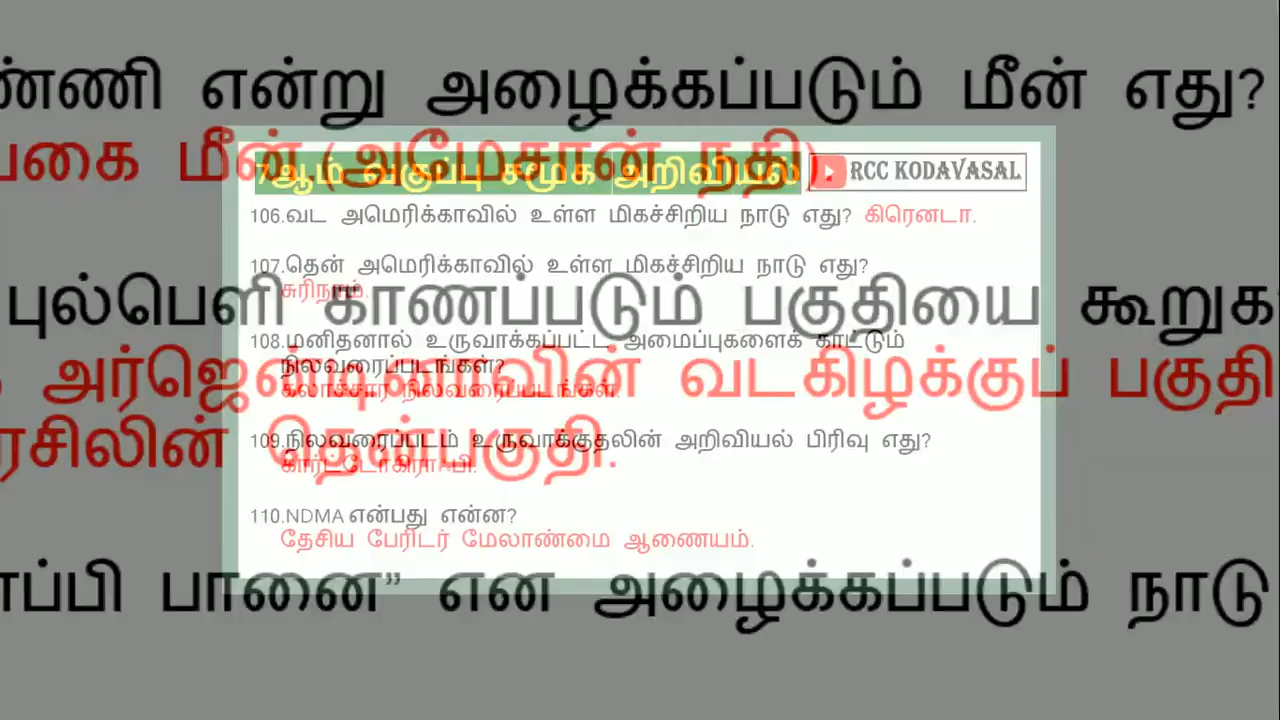 ண்ணி என்று அழைக்கப்படும் மீன் எது?
வகை மீன் (அமேசான் நதி).
7ஆம் வகுப்பு சமூக அறிவியல்
RCC KODAVASAL
106.வட அமெரிக்காவில் உள்ள மிகச்சிறிய நாடு எது? கிரெனடா.
107.தென் அமெரிக்காவில் உள்ள மிகச்சிறிய நாடு எது?
சுரிநாம்.
புல்பெளி காணப்படும் பகுதியை கூறுக
108.மனிதனால் உருவாக்கப்பட்ட அமைப்புகளைக் காட்டும்
நிலவரைப்படங்கள்?
கலாச்சார நிலவரைப்படங்கள்.
அர்ஜென்டினாவின் வடகிழக்குப் பகுதி
109.நிலவரைப்படம் உருவாக்குதலின் அறிவியல் பிரிவு எது?
கார்ட்டோகிராஃபி.
ரசிலின் தென்பகுதி.
110.NDMA என்பது என்ன?
தேசிய பேரிடர் மேலாண்மை ஆணையம்.
ப்பி பானை” என அழைக்கப்படும் நாடு